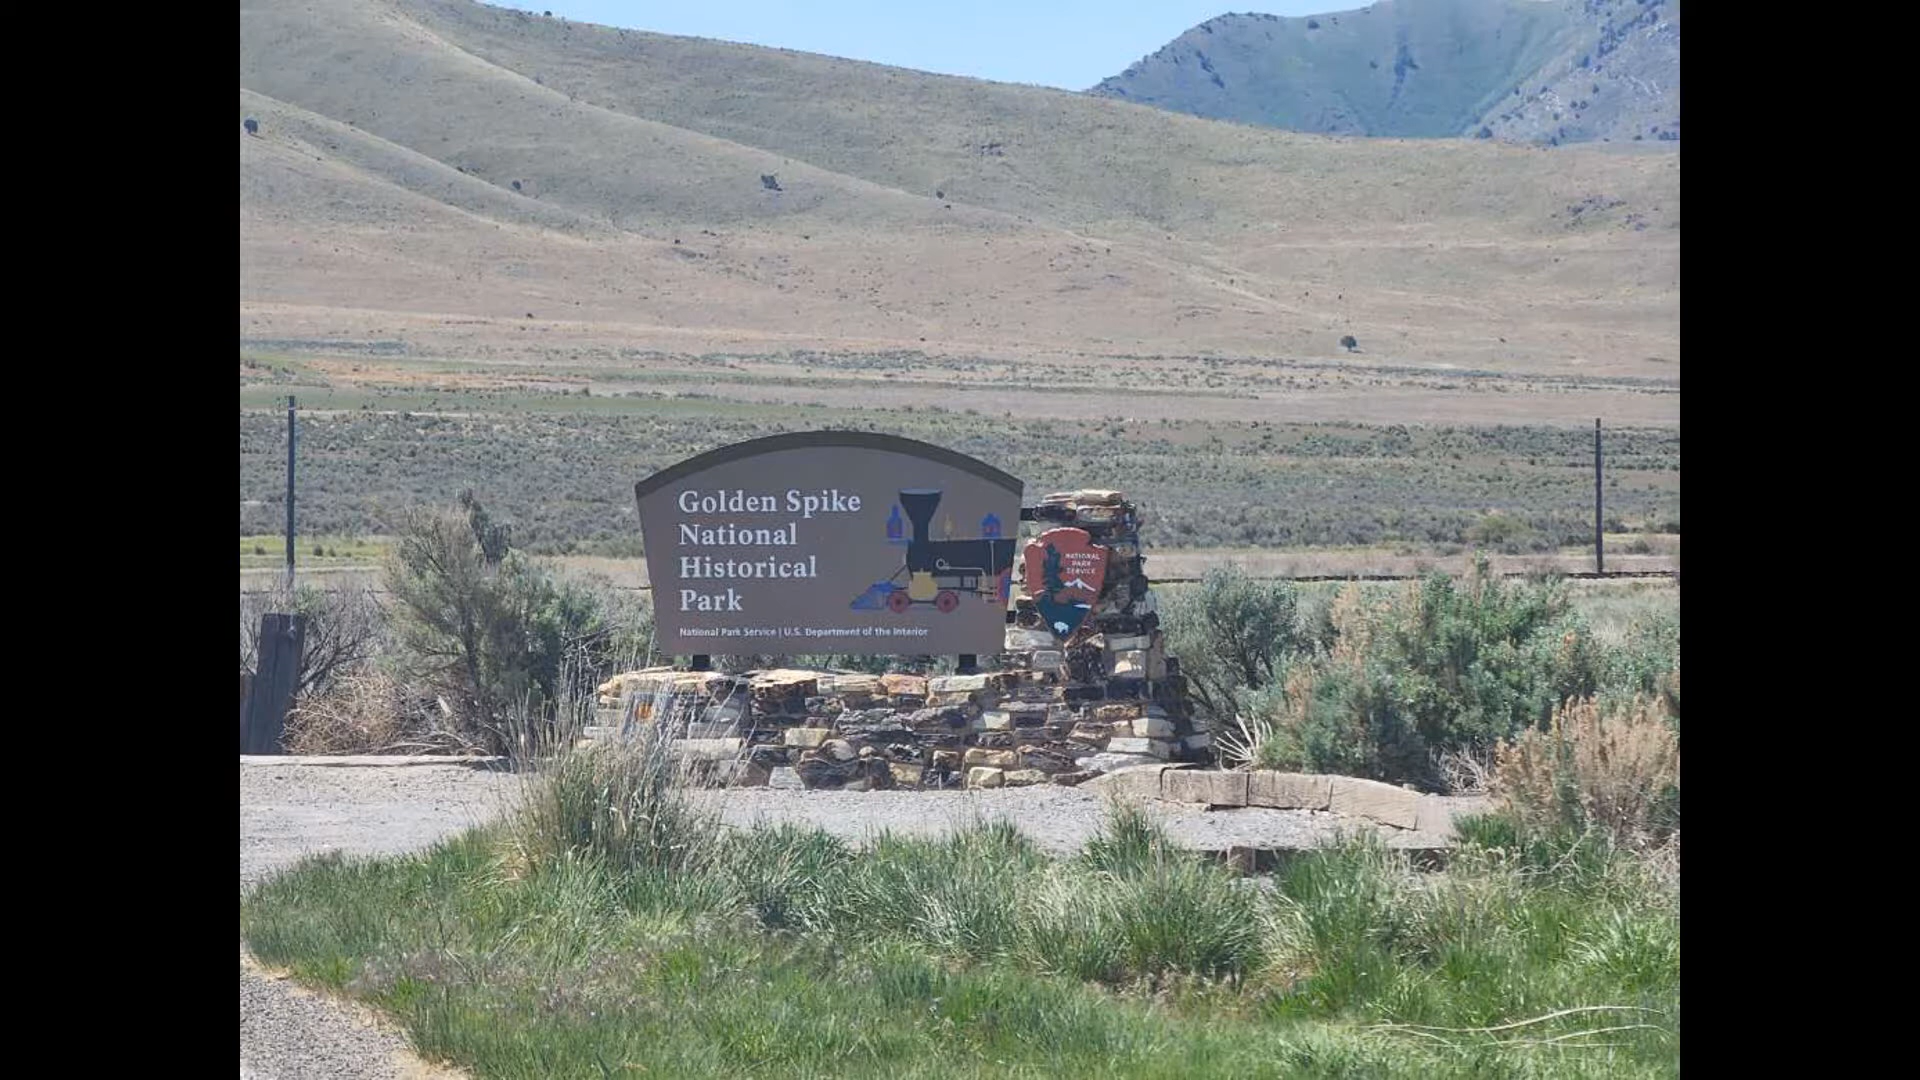 Golden Spike
National
Historical
Park
National Park Service | U.S. Department of the Interior
NATIONAL
PARK
SERVICE